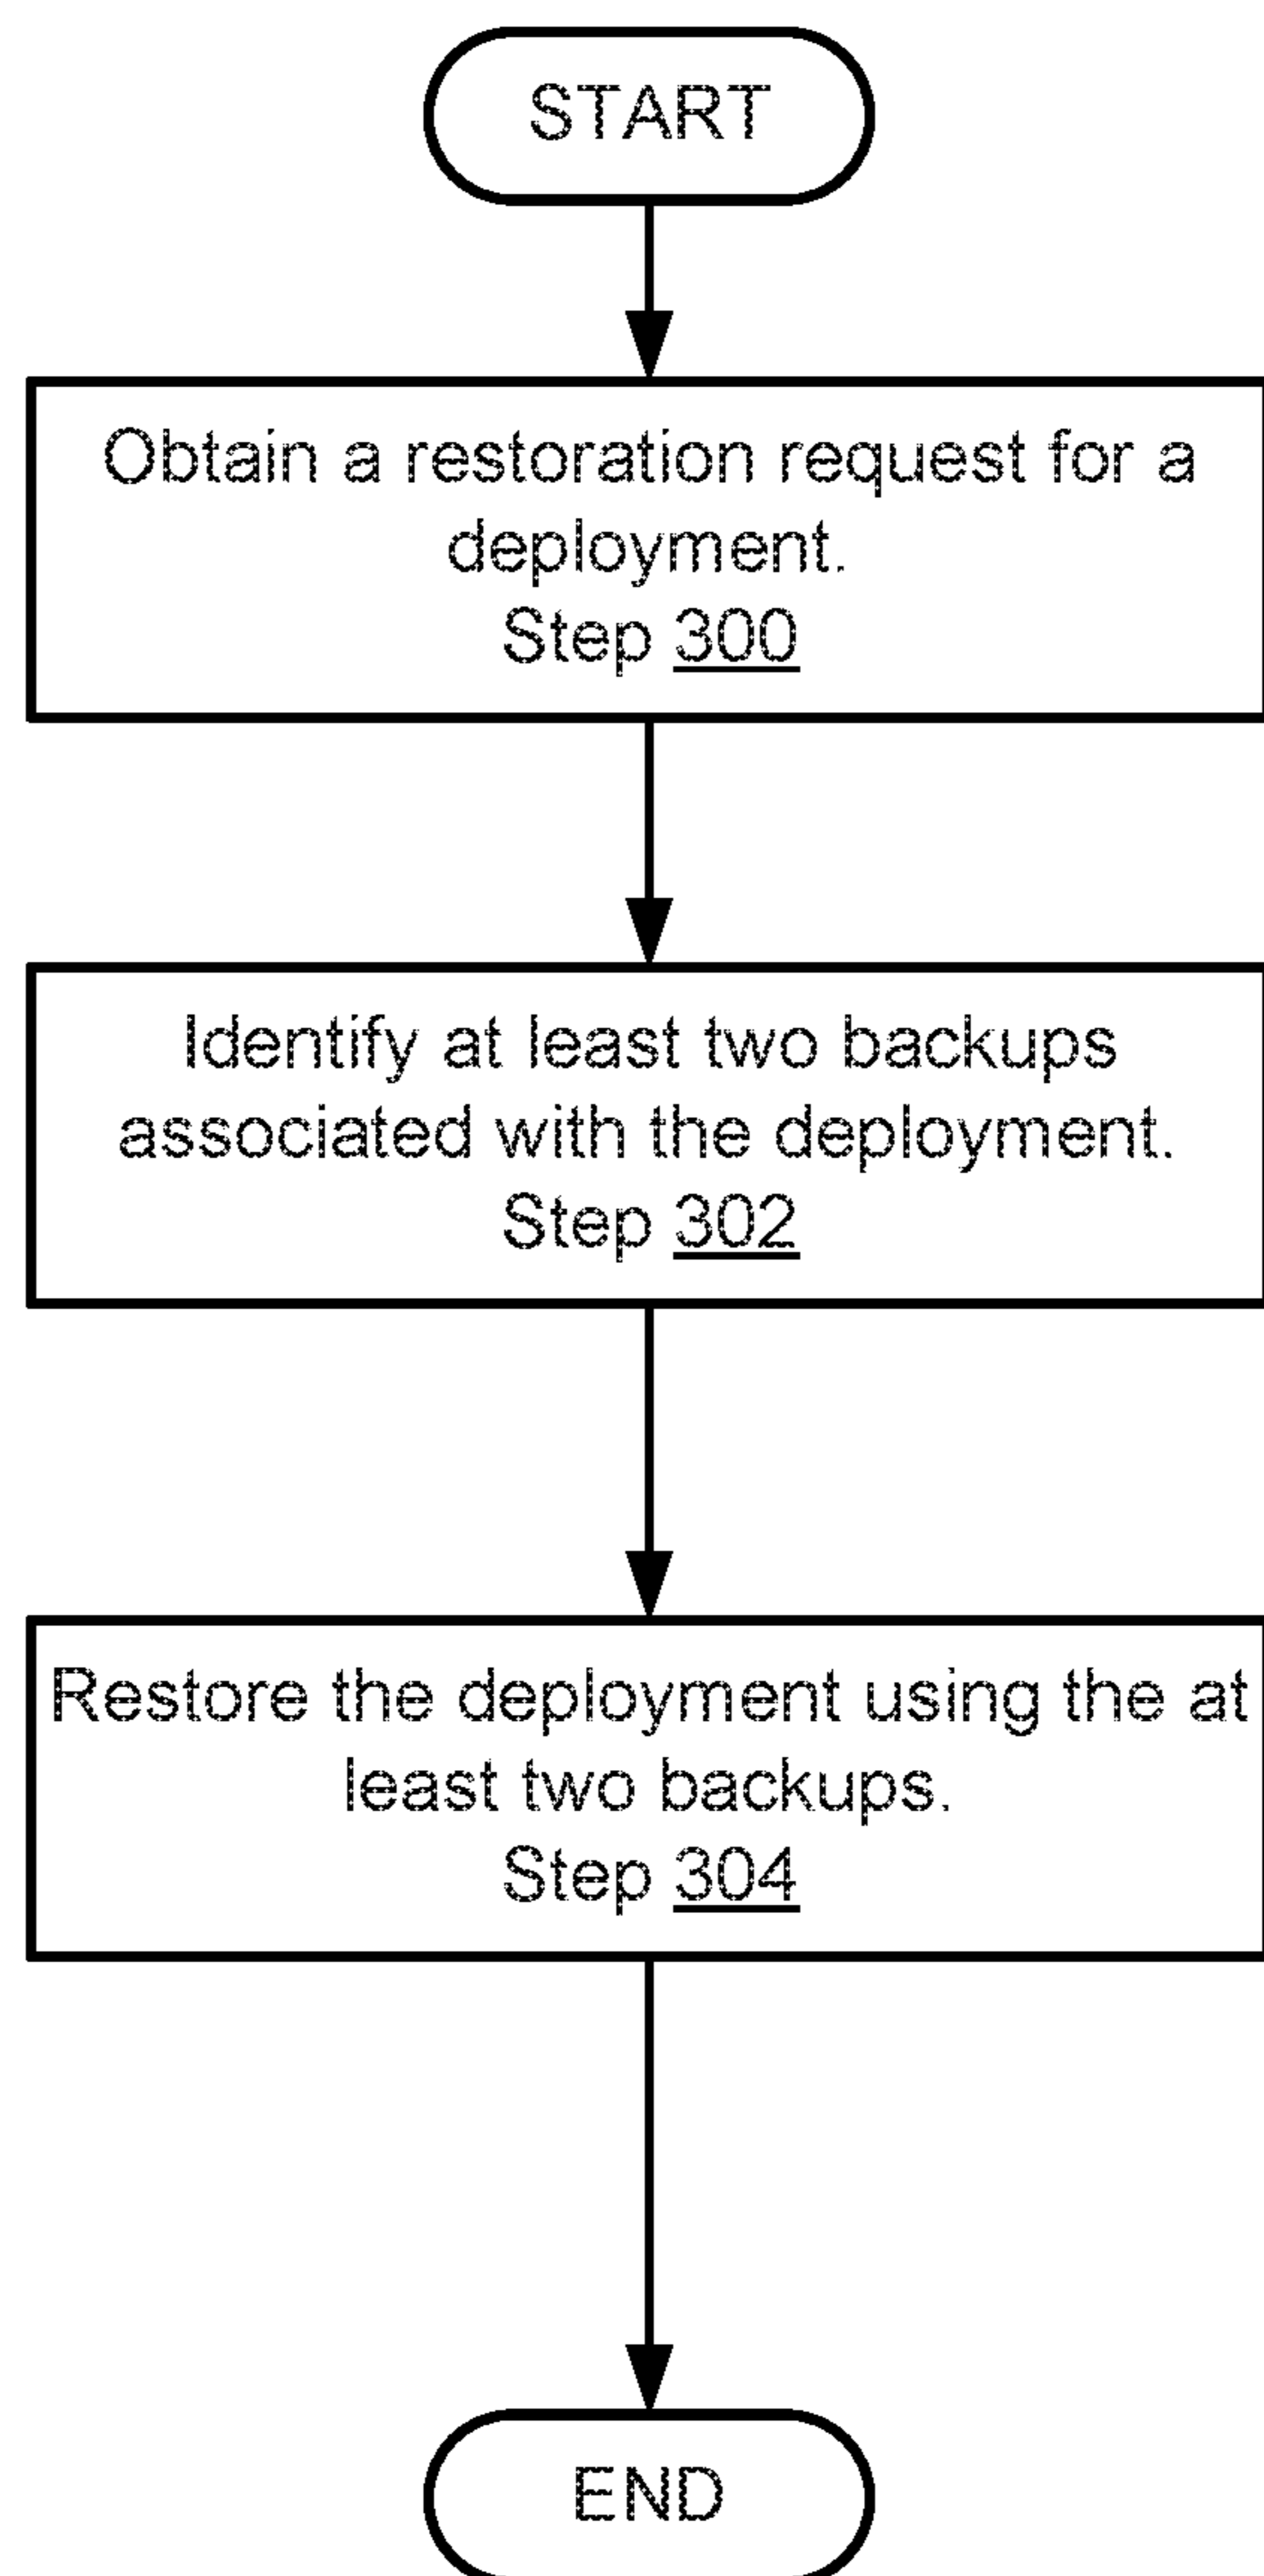 START
Obtain a restoration request for a
deployment.
Step 300
Identify at least two backups
associated with the deployment.
Step 302
Restore the deployment using the at
least two backups.
Step 304
END